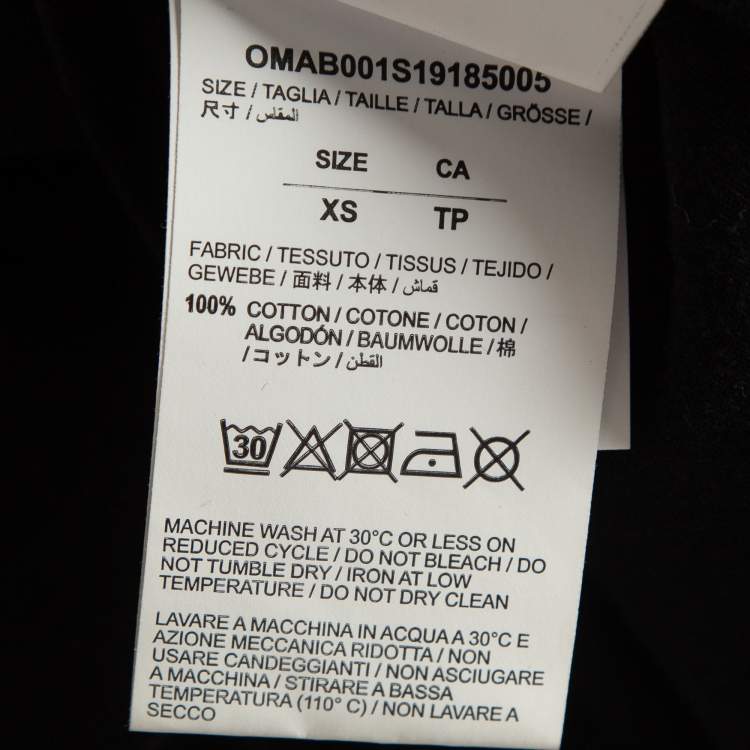 OMAB001S19185005
SIZE / TAGLIA / TAILLE / TALLA / GRÖSSE /
尺寸 / المقاس
SIZE CA
XS TP
FABRIC / TESSUTO / TISSUS / TEJIDO /
GEWEBE / 面料 / 本体 / قماش
100% COTTON / COTONE / COTON /
ALGODÓN / BAUMWOLLE / 棉
/ コットン / القطن
30
MACHINE WASH AT 30°C OR LESS ON
REDUCED CYCLE / DO NOT BLEACH / DO
NOT TUMBLE DRY / IRON AT LOW
TEMPERATURE / DO NOT DRY CLEAN
LAVARE A MACCHINA IN ACQUA A 30°C E
AZIONE MECCANICA RIDOTTA / NON
USARE CANDEGGIANTI / NON ASCIUGARE
A MACCHINA / STIRARE A BASSA
TEMPERATURA (110° C) / NON LAVARE A
SECCO